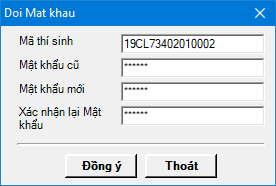 Doi Mat khau
Mã thí sinh
19CL73402010002
Mật khẩu cũ
******
Mật khẩu mới
******
Xác nhận lại Mật
khẩu
******
Đồng ý
Thoát